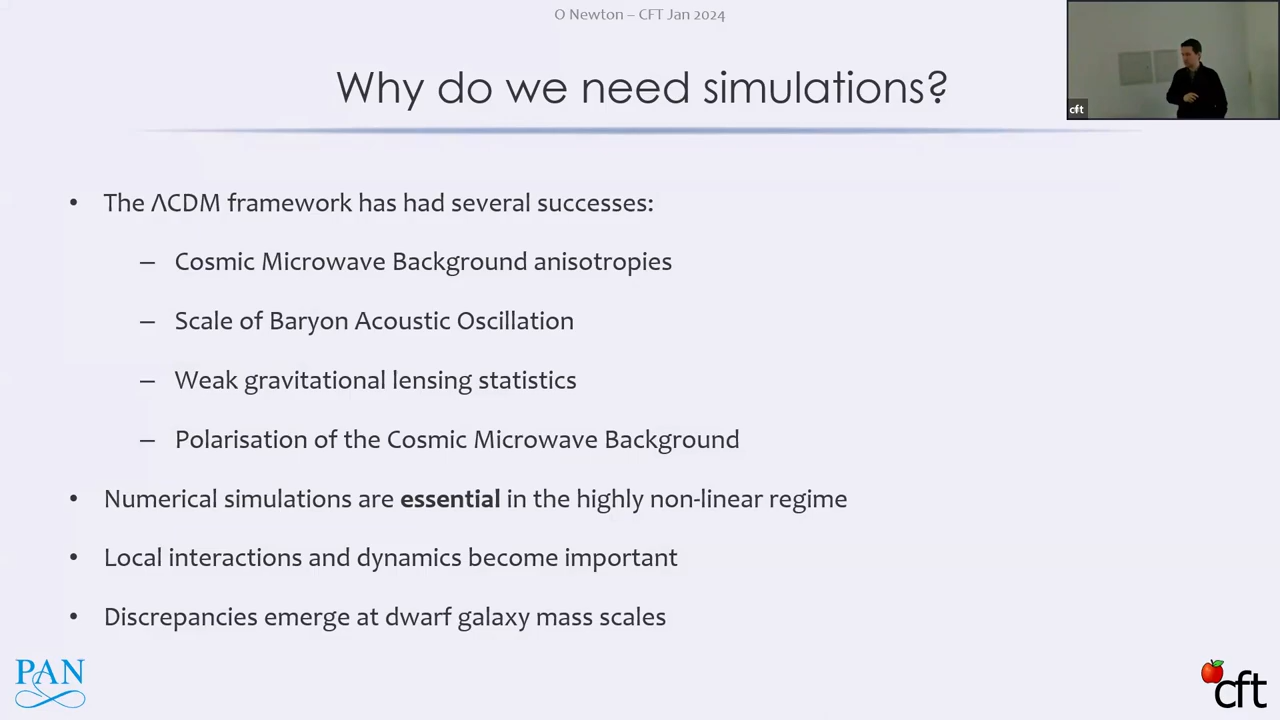 O Newton – CFT Jan 2024
Why do we need simulations?
cft
• The ΛCDM framework has had several successes:
– Cosmic Microwave Background anisotropies
– Scale of Baryon Acoustic Oscillation
– Weak gravitational lensing statistics
– Polarisation of the Cosmic Microwave Background
• Numerical simulations are essential in the highly non-linear regime
• Local interactions and dynamics become important
• Discrepancies emerge at dwarf galaxy mass scales
PAN
cft